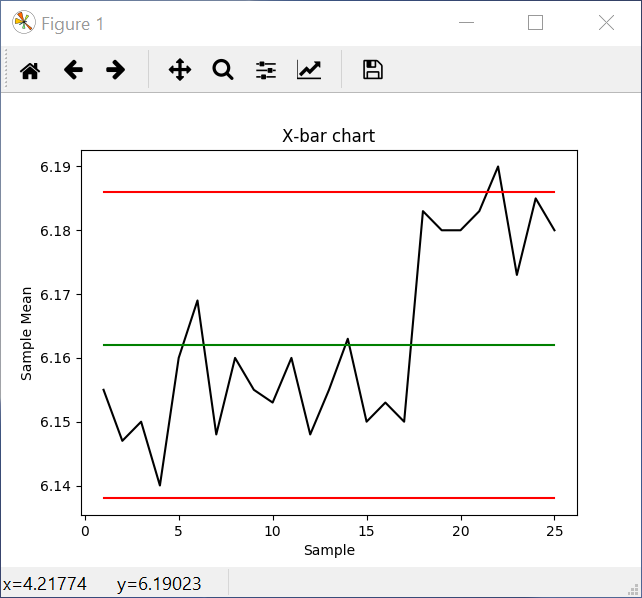 Figure 1
X-bar chart
6.19
6.18
6.17
6.16
6.15
6.14
Sample Mean
0 5 10 15 20 25
Sample
x=4.21774 y=6.19023